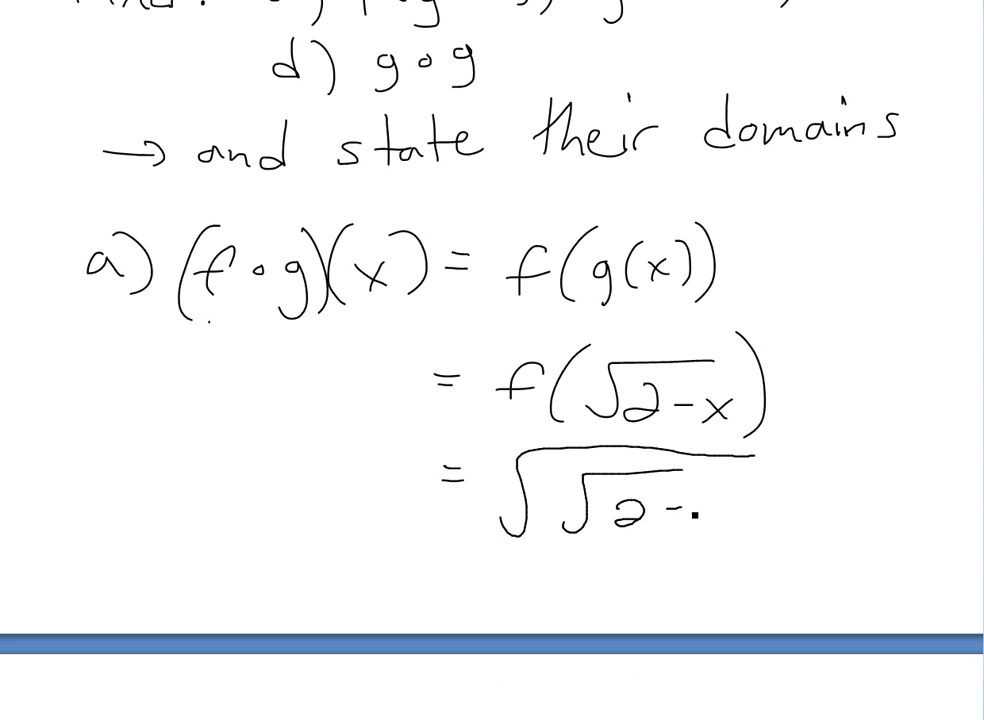 d) g∘g
→ and state their domains
a) (f∘g)(x) = f(g(x))
= f(√(2-x))
= √√2-